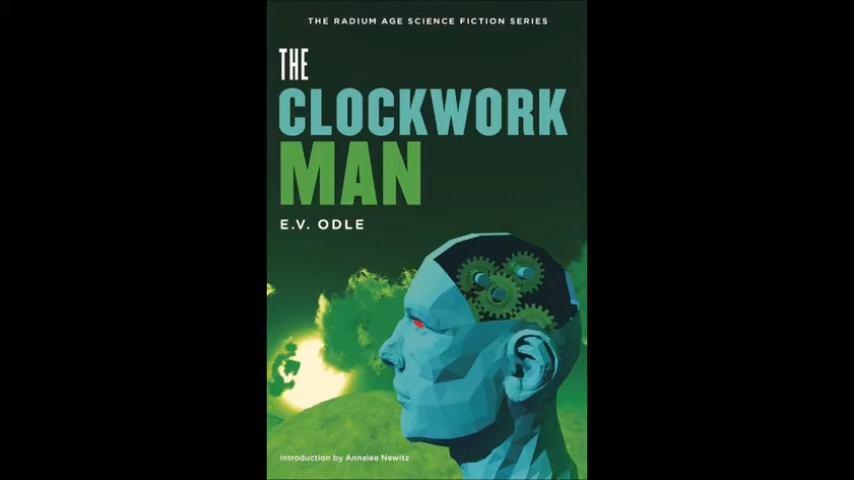 THE RADIUM AGE SCIENCE FICTION SERIES
THE
CLOCKWORK
MAN
E.V. ODLE
Introduction by Annalee Newitz